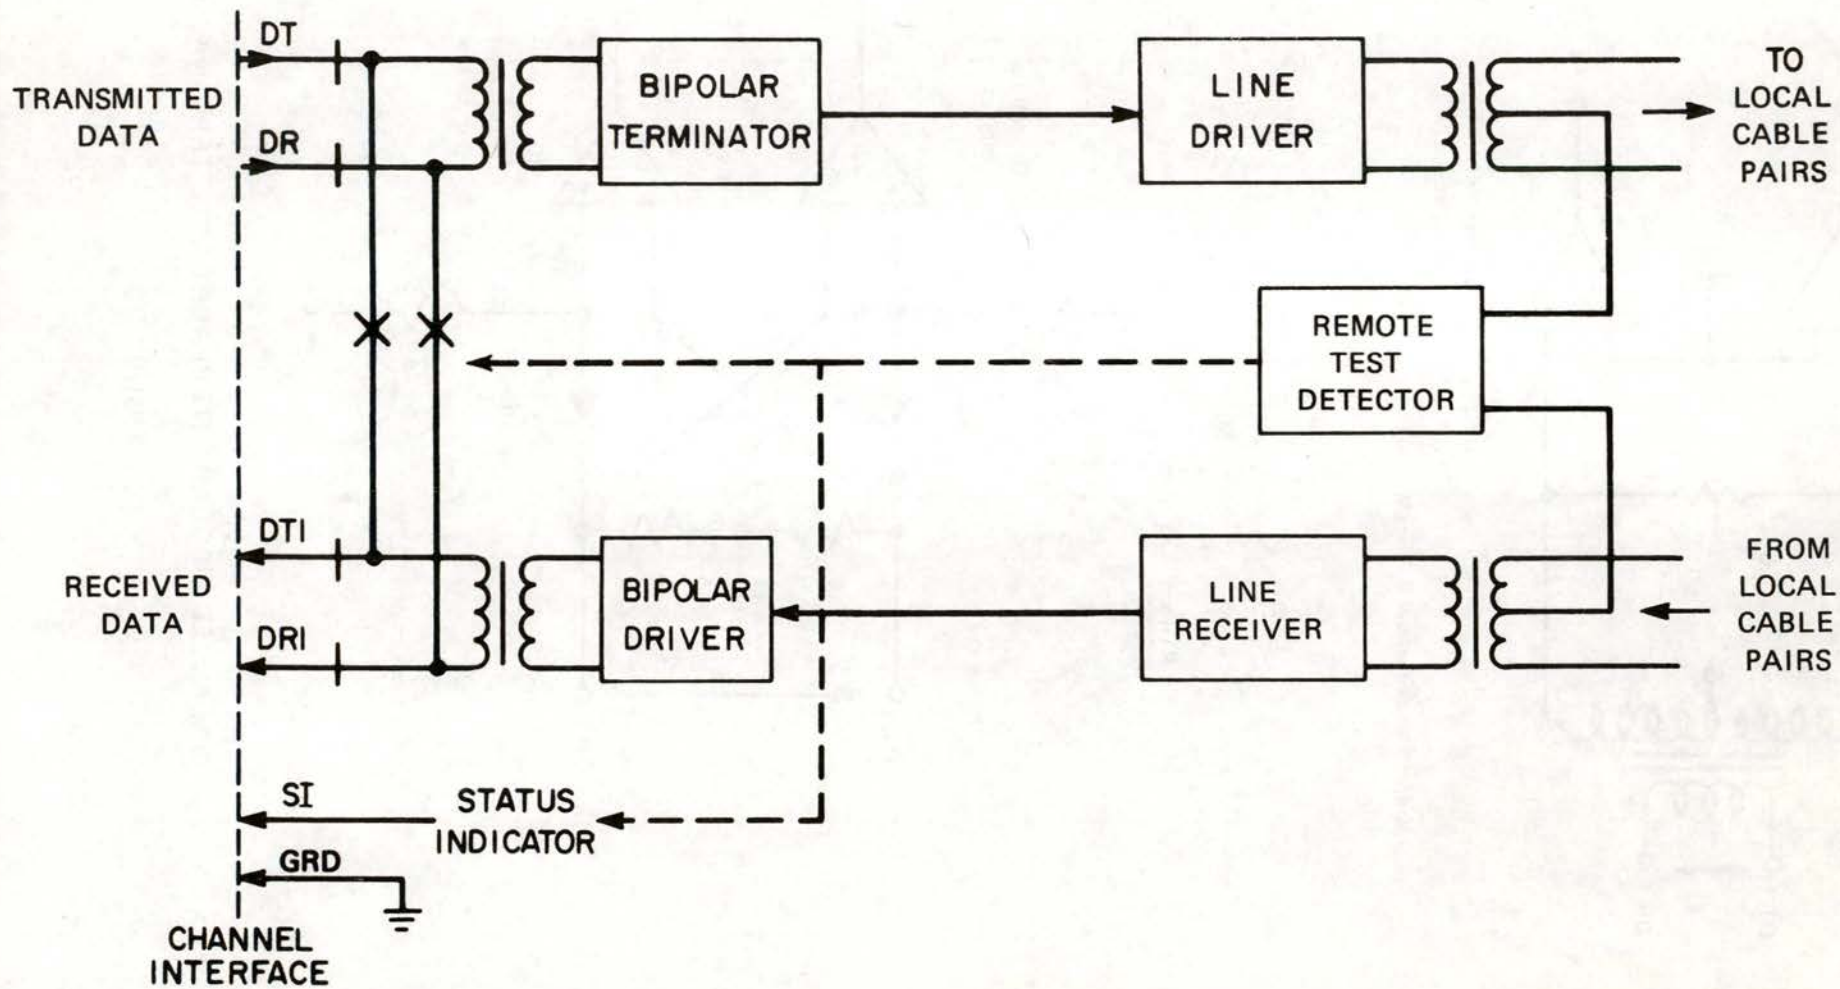 DT
TRANSMITTED
DATA
DR
BIPOLAR
TERMINATOR
LINE
DRIVER
TO
LOCAL
CABLE
PAIRS
REMOTE
TEST
DETECTOR
DTI
RECEIVED
DATA
DRI
BIPOLAR
DRIVER
LINE
RECEIVER
FROM
LOCAL
CABLE
PAIRS
SI
STATUS
INDICATOR
GRD
CHANNEL
INTERFACE